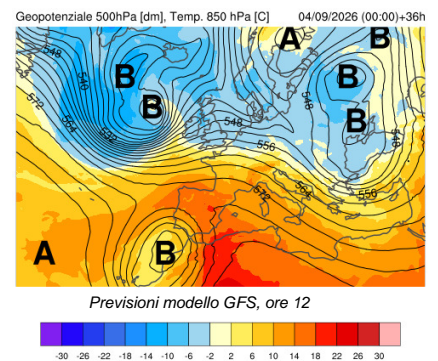 Geopotenziale 500hPa [dm], Temp. 850 hPa [C] 04/09/2026 (00:00)+36h
A B
548 B B
540 548
572 B
564 B
532 548 548
556
572 564 556
A B
Previsioni modello GFS, ore 12
-30 -26 -22 -18 -14 -10 -6 -2 2 6 10 14 18 22 26 30